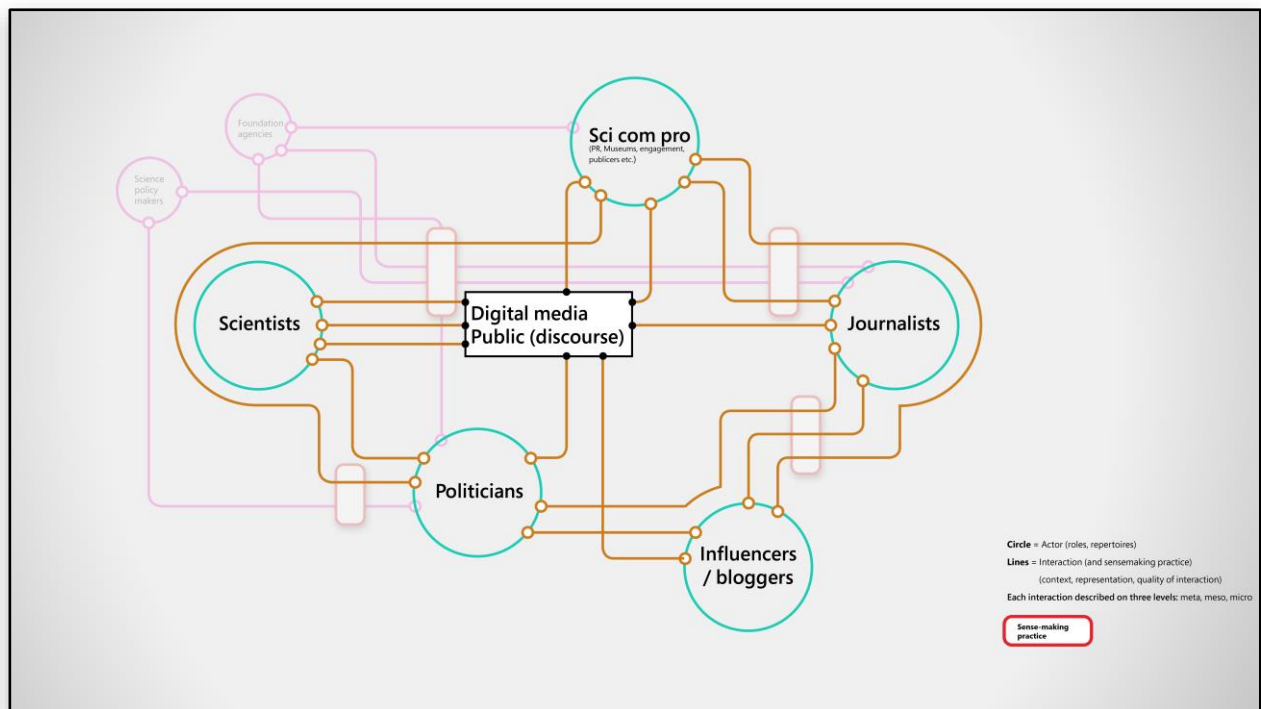 Foundation
agencies
Science
policy
makers
Sci com pro
(PR, Museums, engagement,
publicers etc.)
Scientists
Digital media
Public (discourse)
Journalists
Politicians
Influencers
/ bloggers
Circle = Actor (roles, repertoires)
Lines = Interaction (and sensemaking practice)
(context, representation, quality of interaction)
Each interaction described on three levels: meta, meso, micro
Sense-making
practice